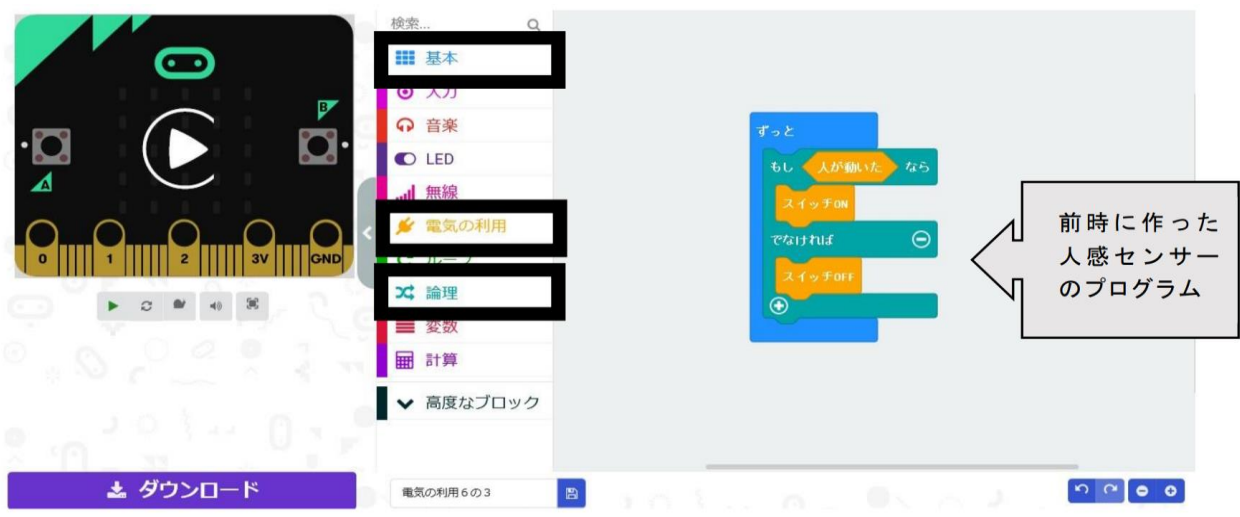 検索...
基本
入力
音楽
LED
無線
電気の利用
ループ
論理
変数
計算
高度なブロック
B
A
0 1 2 3V GND
ダウンロード
電気の利用6の3
ずっと
もし 人が動いた なら
スイッチON
でなければ
スイッチOFF
前時に作った
人感センサー
のプログラム